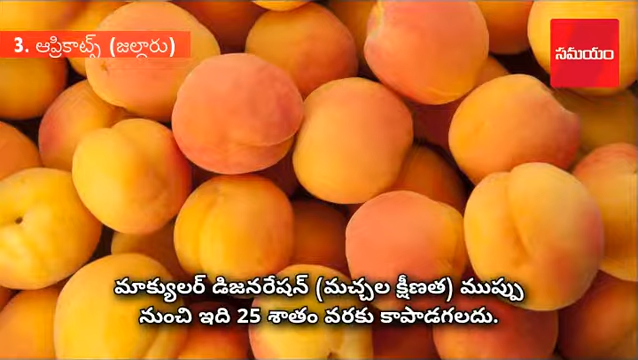 3. ఆప్రికాట్స్ (జల్దారు)
సమయం
మాక్యులర్ డిజనరేషన్ (మచ్చల క్షీణత) ముప్పు
నుంచి ఇది 25 శాతం వరకు కాపాడగలదు.